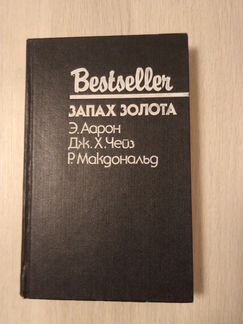 Bestseller
ЗАПАХ ЗОЛОТА
Э. Аарон
Дж. Х. Чейз
Р. Макдональд